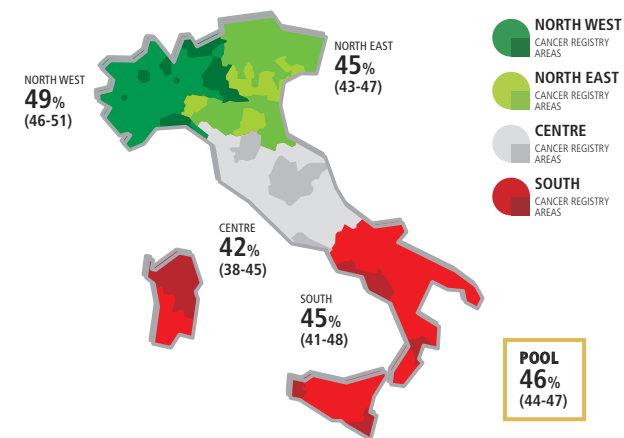 NORTH WEST
49%
(46-51)
NORTH EAST
45%
(43-47)
CENTRE
42%
(38-45)
SOUTH
45%
(41-48)
NORTH WEST
CANCER REGISTRY
AREAS
NORTH EAST
CANCER REGISTRY
AREAS
CENTRE
CANCER REGISTRY
AREAS
SOUTH
CANCER REGISTRY
AREAS
POOL
46%
(44-47)